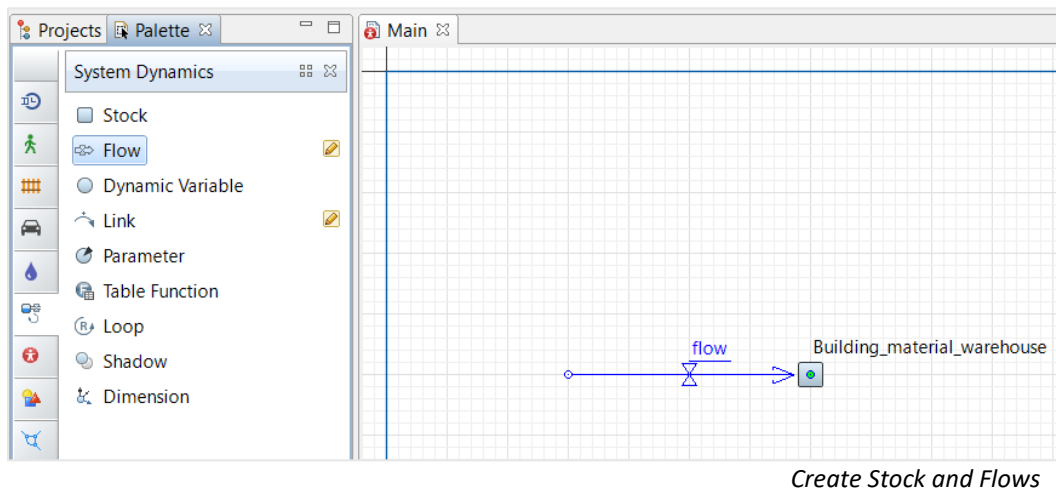 Projects Palette
Main
System Dynamics
Stock
Flow
Dynamic Variable
Link
Parameter
Table Function
Loop
Shadow
Dimension
flow
Building_material_warehouse
Create Stock and Flows